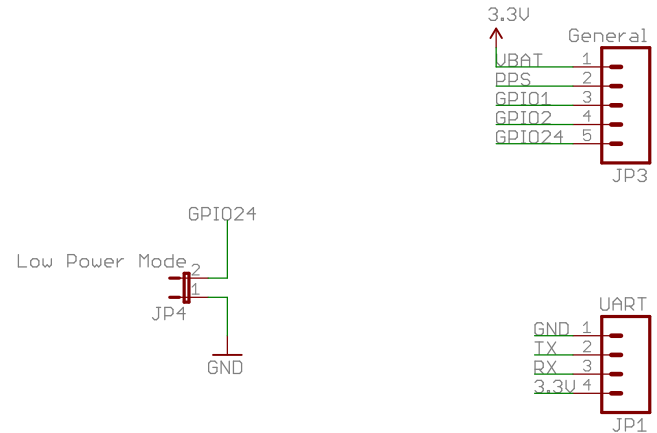 3.3V
General
VBAT 1
PPS 2
GPIO1 3
GPIO2 4
GPIO24 5
JP3
GPIO24
Low Power Mode 2
1
JP4
GND
UART
GND 1
TX 2
RX 3
3.3V 4
JP1